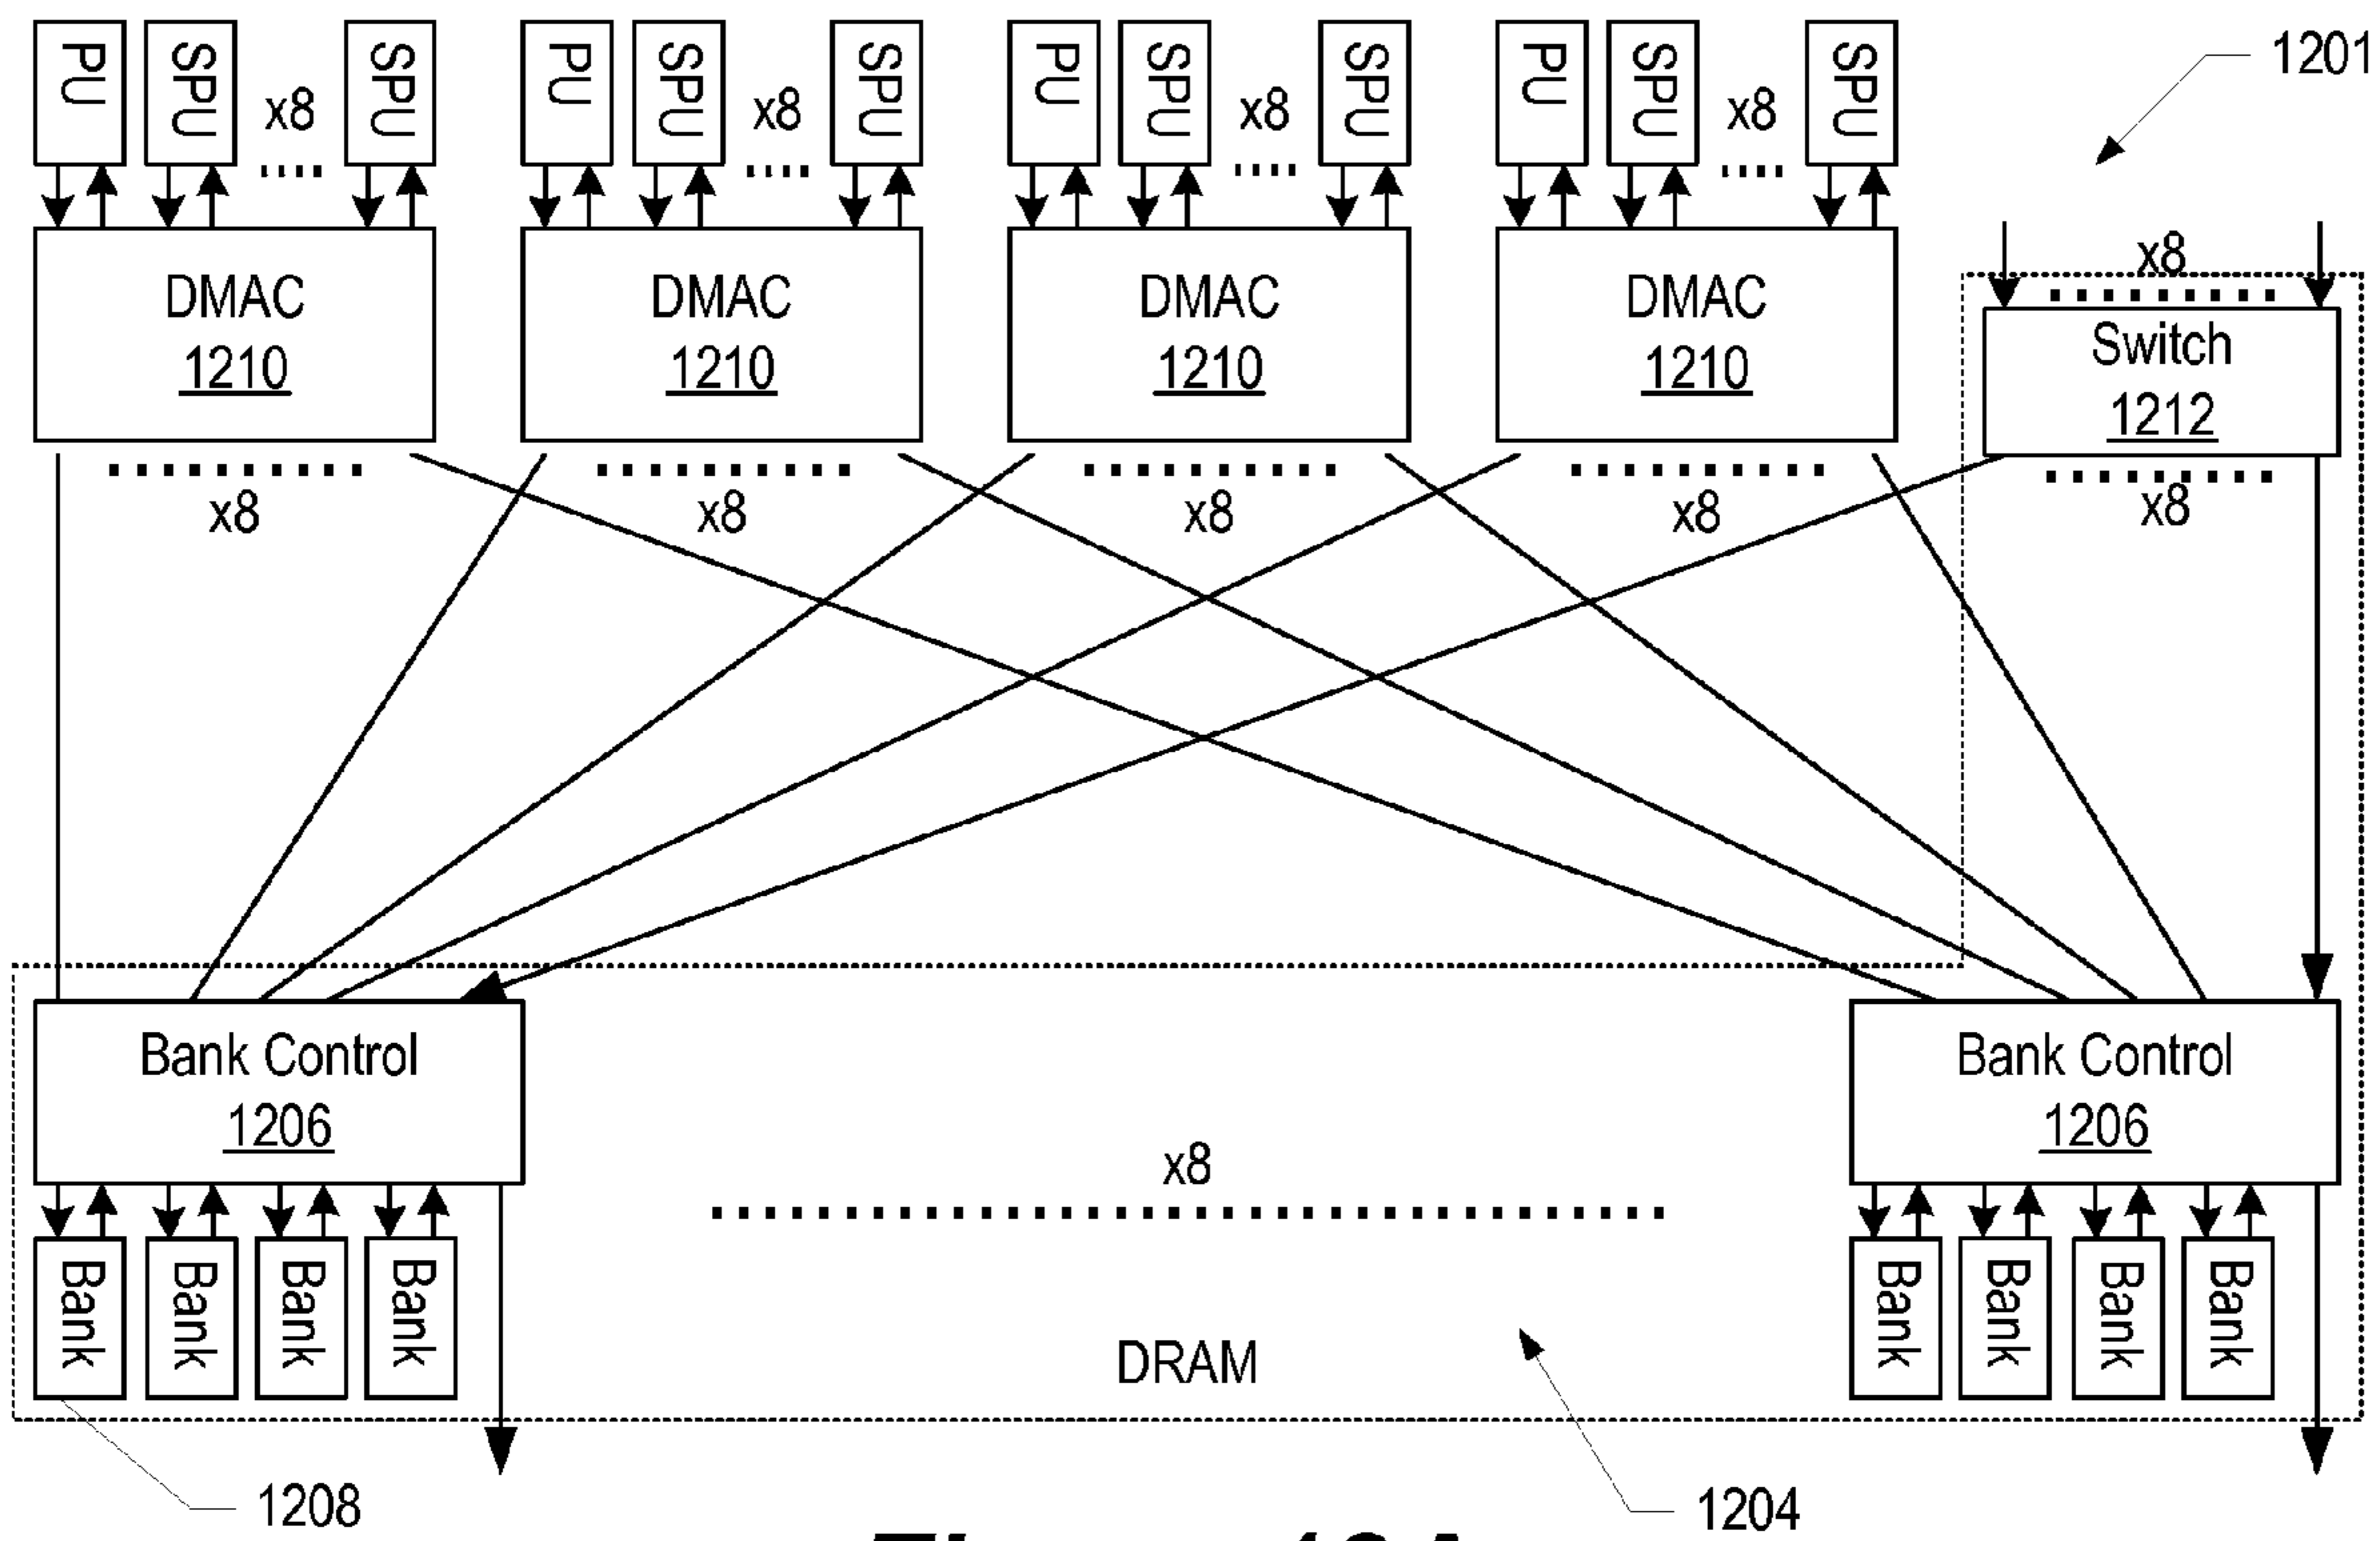 PU SPU x8 SPU PU SPU x8 SPU PU SPU x8 SPU PU SPU x8 SPU
1201
DMAC DMAC DMAC DMAC
1210 1210 1210 1210
x8
Switch
1212
x8 x8 x8 x8 x8
Bank Control
1206
Bank Control
1206
x8
Bank Bank Bank Bank
Bank Bank Bank Bank
DRAM
1208
1204